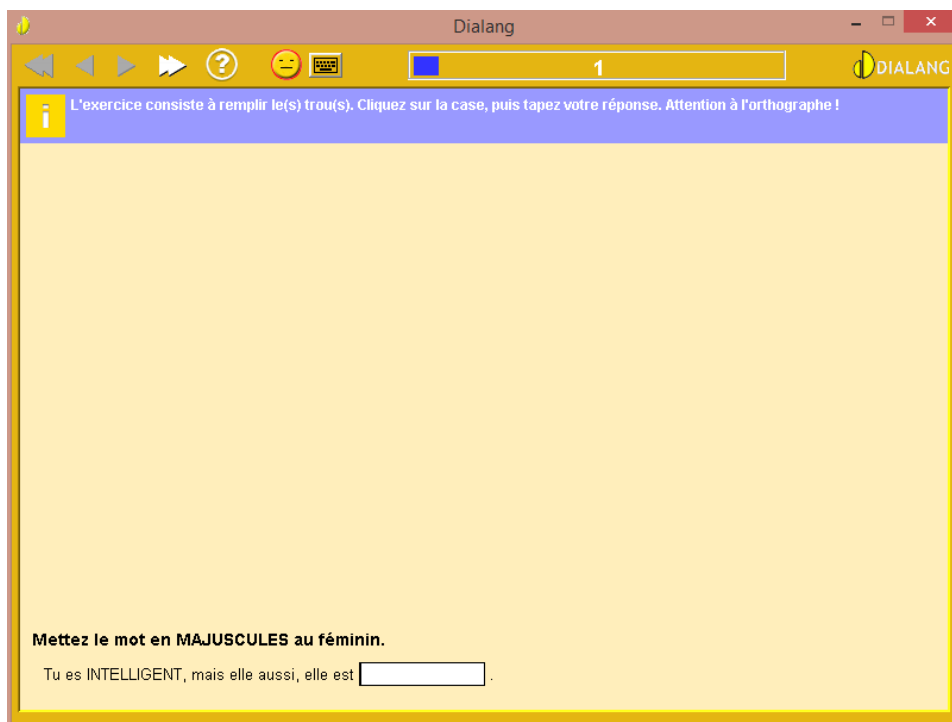 Dialang
?
1
DIALANG
i
L'exercice consiste à remplir le(s) trou(s). Cliquez sur la case, puis tapez votre réponse. Attention à l'orthographe !
Mettez le mot en MAJUSCULES au féminin.
Tu es INTELLIGENT, mais elle aussi, elle est .